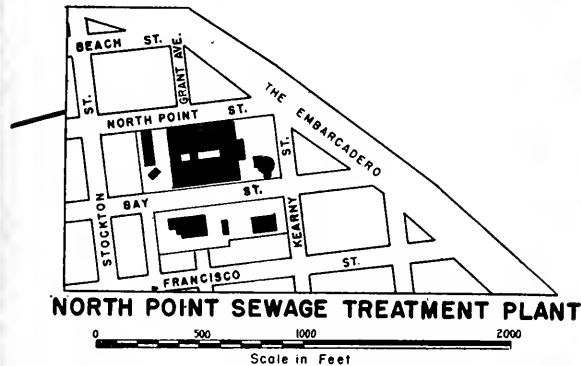 BEACH ST.
GRANT AVE.
ST.
NORTH POINT ST.
THE EMBARCADERO
ST.
BAY ST.
STOCKTON
KEARNY
FRANCISCO ST.
NORTH POINT SEWAGE TREATMENT PLANT
0 500 1000 2000
Scale in Feet